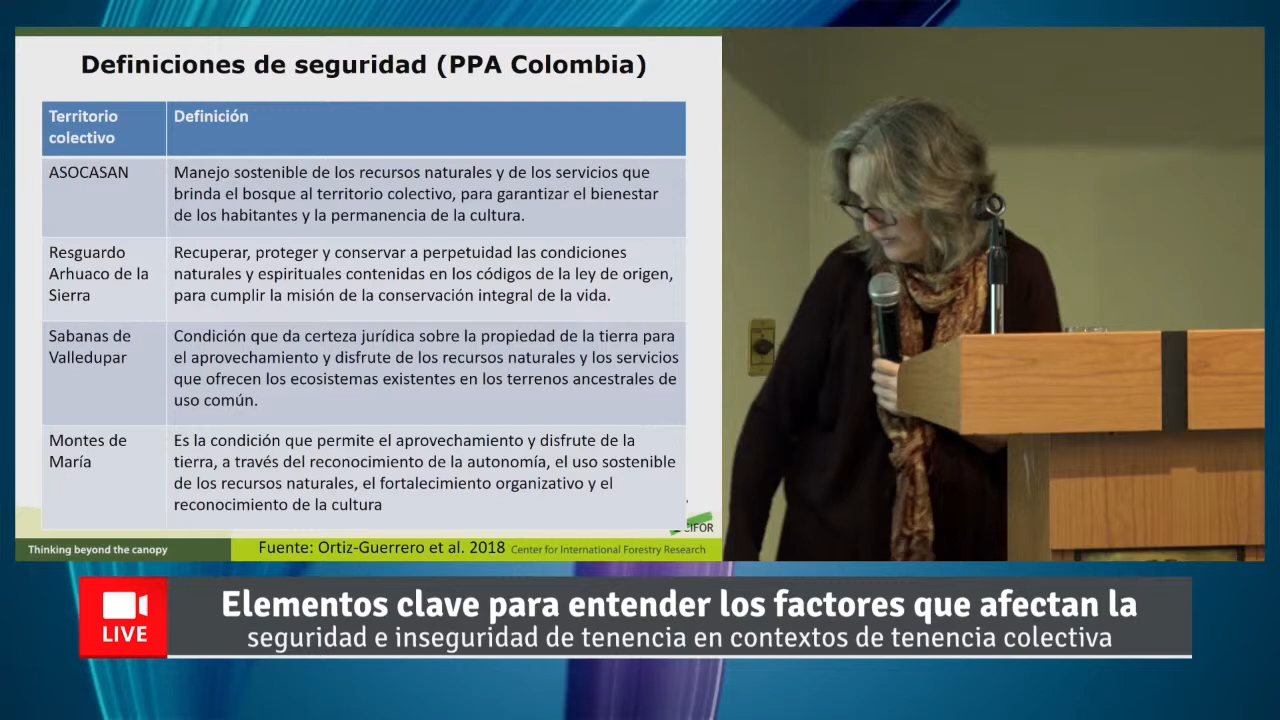 Definiciones de seguridad (PPA Colombia)
Territorio
colectivo
Definición
ASOCASAN
Manejo sostenible de los recursos naturales y de los servicios que
brinda el bosque al territorio colectivo, para garantizar el bienestar
de los habitantes y la permanencia de la cultura.
Resguardo
Arhuaco de la
Sierra
Recuperar, proteger y conservar a perpetuidad las condiciones
naturales y espirituales contenidas en los códigos de la ley de origen,
para cumplir la misión de la conservación integral de la vida.
Sabanas de
Valledupar
Condición que da certeza jurídica sobre la propiedad de la tierra para
el aprovechamiento y disfrute de los recursos naturales y los servicios
que ofrecen los ecosistemas existentes en los terrenos ancestrales de
uso común.
Montes de
María
Es la condición que permite el aprovechamiento y disfrute de la
tierra, a través del reconocimiento de la autonomía, el uso sostenible
de los recursos naturales, el fortalecimiento organizativo y el
reconocimiento de la cultura
CIFOR
Thinking beyond the canopy
Fuente: Ortiz-Guerrero et al. 2018
Center for International Forestry Research
LIVE
Elementos clave para entender los factores que afectan la
seguridad e inseguridad de tenencia en contextos de tenencia colectiva